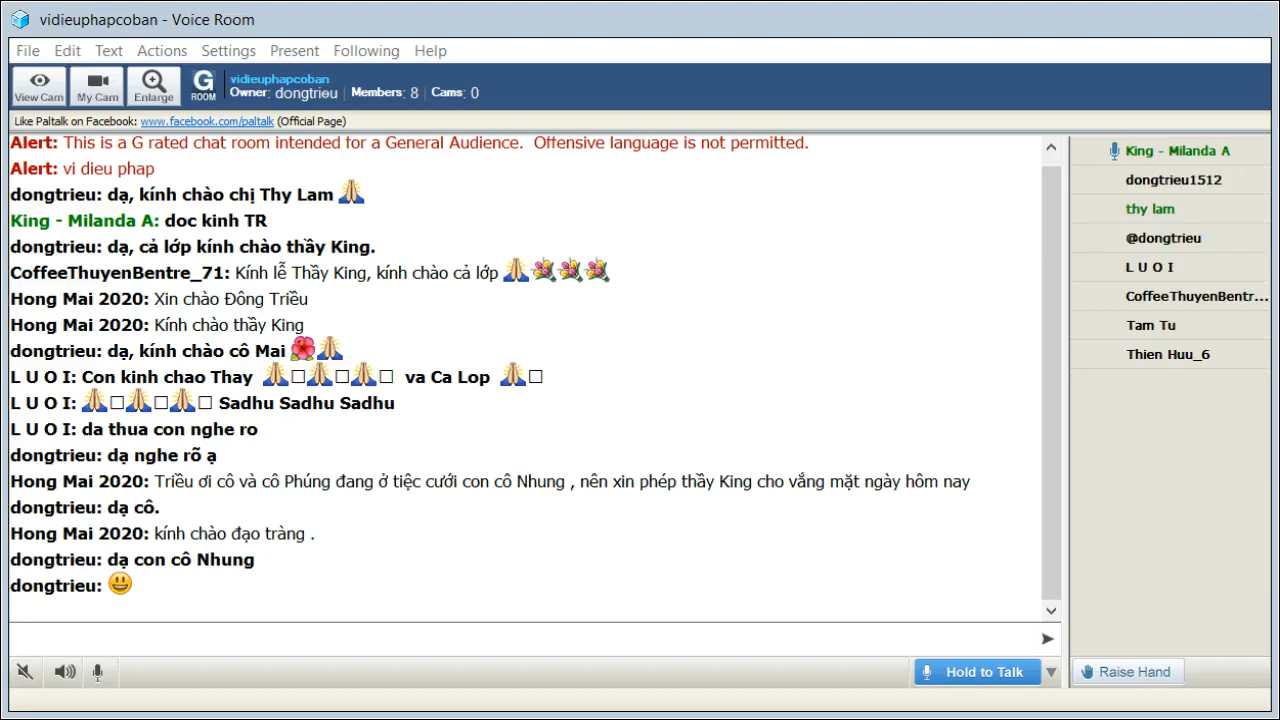 vidieuphapcoban - Voice Room
File Edit Text Actions Settings Present Following Help
View Cam My Cam Enlarge G ROOM
vidieuphapcoban
Owner: dongtrieu | Members: 8 | Cams: 0
Like Paltalk on Facebook: www.facebook.com/paltalk (Official Page)
Alert: This is a G rated chat room intended for a General Audience. Offensive language is not permitted.
Alert: vi dieu phap
dongtrieu: dạ, kính chào chị Thy Lam 🙏
King - Milanda A: doc kinh TR
dongtrieu: dạ, cả lớp kính chào thầy King.
CoffeeThuyenBentre_71: Kính lễ Thầy King, kính chào cả lớp 🙏💐💐💐
Hong Mai 2020: Xin chào Đông Triều
Hong Mai 2020: Kính chào thầy King
dongtrieu: dạ, kính chào cô Mai 🌺🙏
L U O I: Con kinh chao Thay 🙏□🙏□🙏□ va Ca Lop 🙏□
L U O I: 🙏□🙏□🙏□ Sadhu Sadhu Sadhu
L U O I: da thua con nghe ro
dongtrieu: dạ nghe rõ ạ
Hong Mai 2020: Triều ơi cô và cô Phúng đang ở tiệc cưới con cô Nhung , nên xin phép thầy King cho vắng mặt ngày hôm nay
dongtrieu: dạ cô.
Hong Mai 2020: kính chào đạo tràng .
dongtrieu: dạ con cô Nhung
dongtrieu: 😃
King - Milanda A
dongtrieu1512
thy lam
@dongtrieu
L U O I
CoffeeThuyenBentr...
Tam Tu
Thien Huu_6
Hold to Talk
Raise Hand